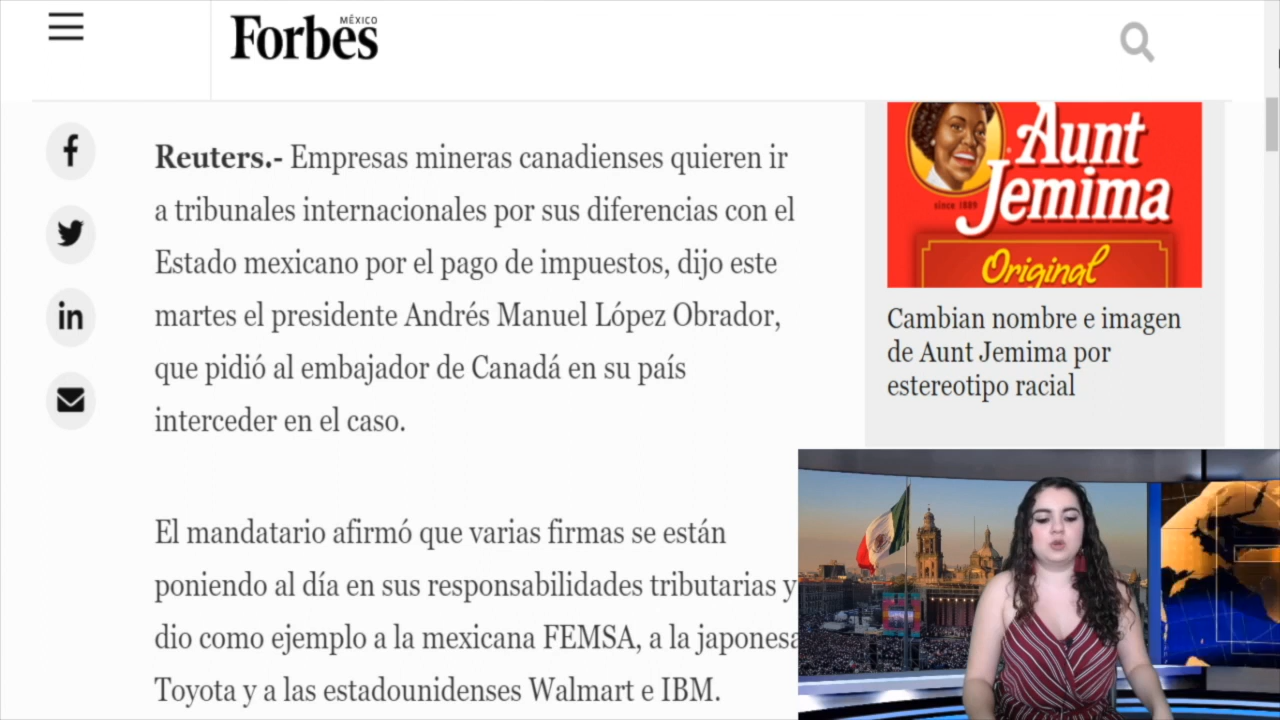 MÉXICO
Forbes
Reuters.- Empresas mineras canadienses quieren ir
a tribunales internacionales por sus diferencias con el
Estado mexicano por el pago de impuestos, dijo este
martes el presidente Andrés Manuel López Obrador,
que pidió al embajador de Canadá en su país
interceder en el caso.
El mandatario afirmó que varias firmas se están
poniendo al día en sus responsabilidades tributarias y
dio como ejemplo a la mexicana FEMSA, a la japonesa
Toyota y a las estadounidenses Walmart e IBM.
Aunt
Jemima
since 1889
Original
Cambian nombre e imagen
de Aunt Jemima por
estereotipo racial